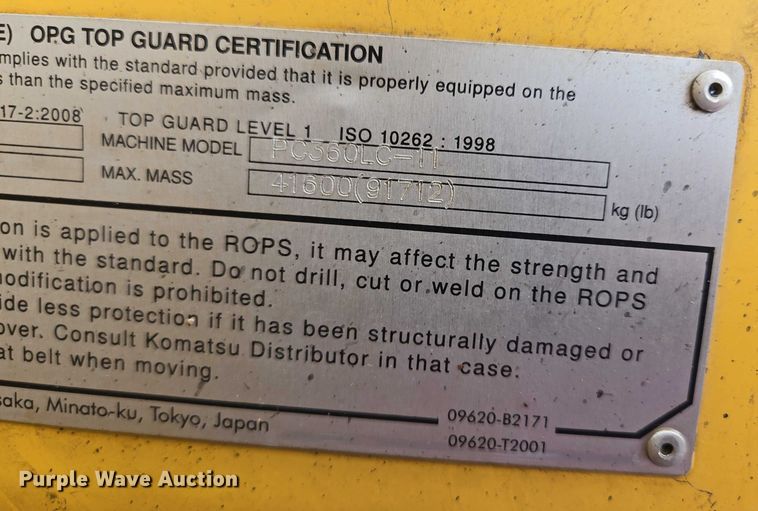 E) OPG TOP GUARD CERTIFICATION
mplies with the standard provided that it is properly equipped on the
s than the specified maximum mass.
17-2:2008 TOP GUARD LEVEL 1 ISO 10262 : 1998
MACHINE MODEL PC360LC-11
MAX. MASS 41600(91712) kg (lb)
on is applied to the ROPS, it may affect the strength and
with the standard. Do not drill, cut or weld on the ROPS
nodification is prohibited.
ide less protection if it has been structurally damaged or
over. Consult Komatsu Distributor in that case.
at belt when moving.
saka, Minato-ku, Tokyo, Japan
09620-B2171
09620-T2001
Purple Wave Auction